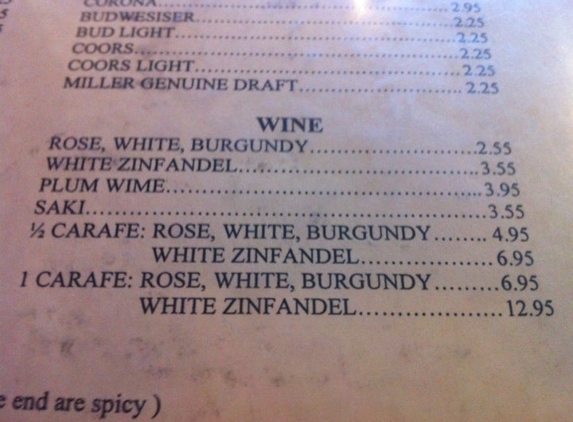 CORONA.....................................2.95
BUDWESISER.....................................2.25
BUD LIGHT.....................................2.25
COORS.....................................2.25
COORS LIGHT.....................................2.25
MILLER GENUINE DRAFT.....................................2.25
WINE
ROSE, WHITE, BURGUNDY.....................................2.55
WHITE ZINFANDEL.....................................3.55
PLUM WIME.....................................3.95
SAKI.....................................3.55
½ CARAFE: ROSE, WHITE, BURGUNDY........ 4.95
WHITE ZINFANDEL.....................6.95
1 CARAFE: ROSE, WHITE, BURGUNDY.........6.95
WHITE ZINFANDEL.....................12.95
end are spicy )